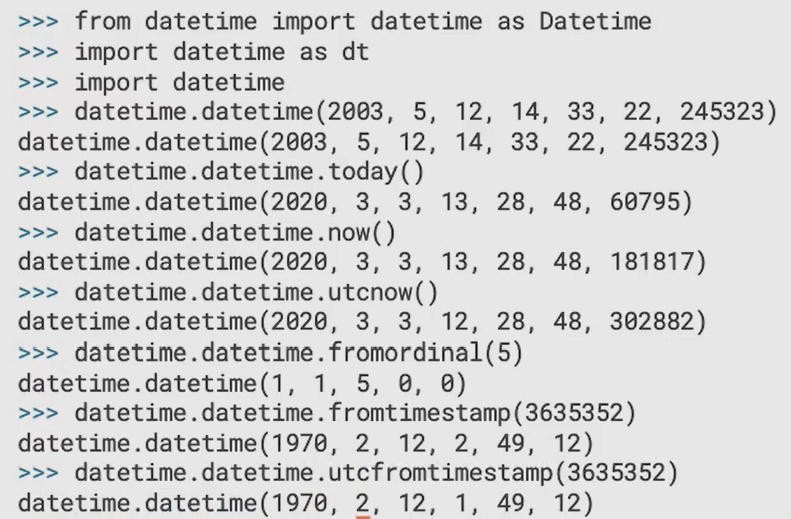 >>> from datetime import datetime as Datetime
>>> import datetime as dt
>>> import datetime
>>> datetime.datetime(2003, 5, 12, 14, 33, 22, 245323)
datetime.datetime(2003, 5, 12, 14, 33, 22, 245323)
>>> datetime.datetime.today()
datetime.datetime(2020, 3, 3, 13, 28, 48, 60795)
>>> datetime.datetime.now()
datetime.datetime(2020, 3, 3, 13, 28, 48, 181817)
>>> datetime.datetime.utcnow()
datetime.datetime(2020, 3, 3, 12, 28, 48, 302882)
>>> datetime.datetime.fromordinal(5)
datetime.datetime(1, 1, 5, 0, 0)
>>> datetime.datetime.fromtimestamp(3635352)
datetime.datetime(1970, 2, 12, 2, 49, 12)
>>> datetime.datetime.utcfromtimestamp(3635352)
datetime.datetime(1970, 2, 12, 1, 49, 12)